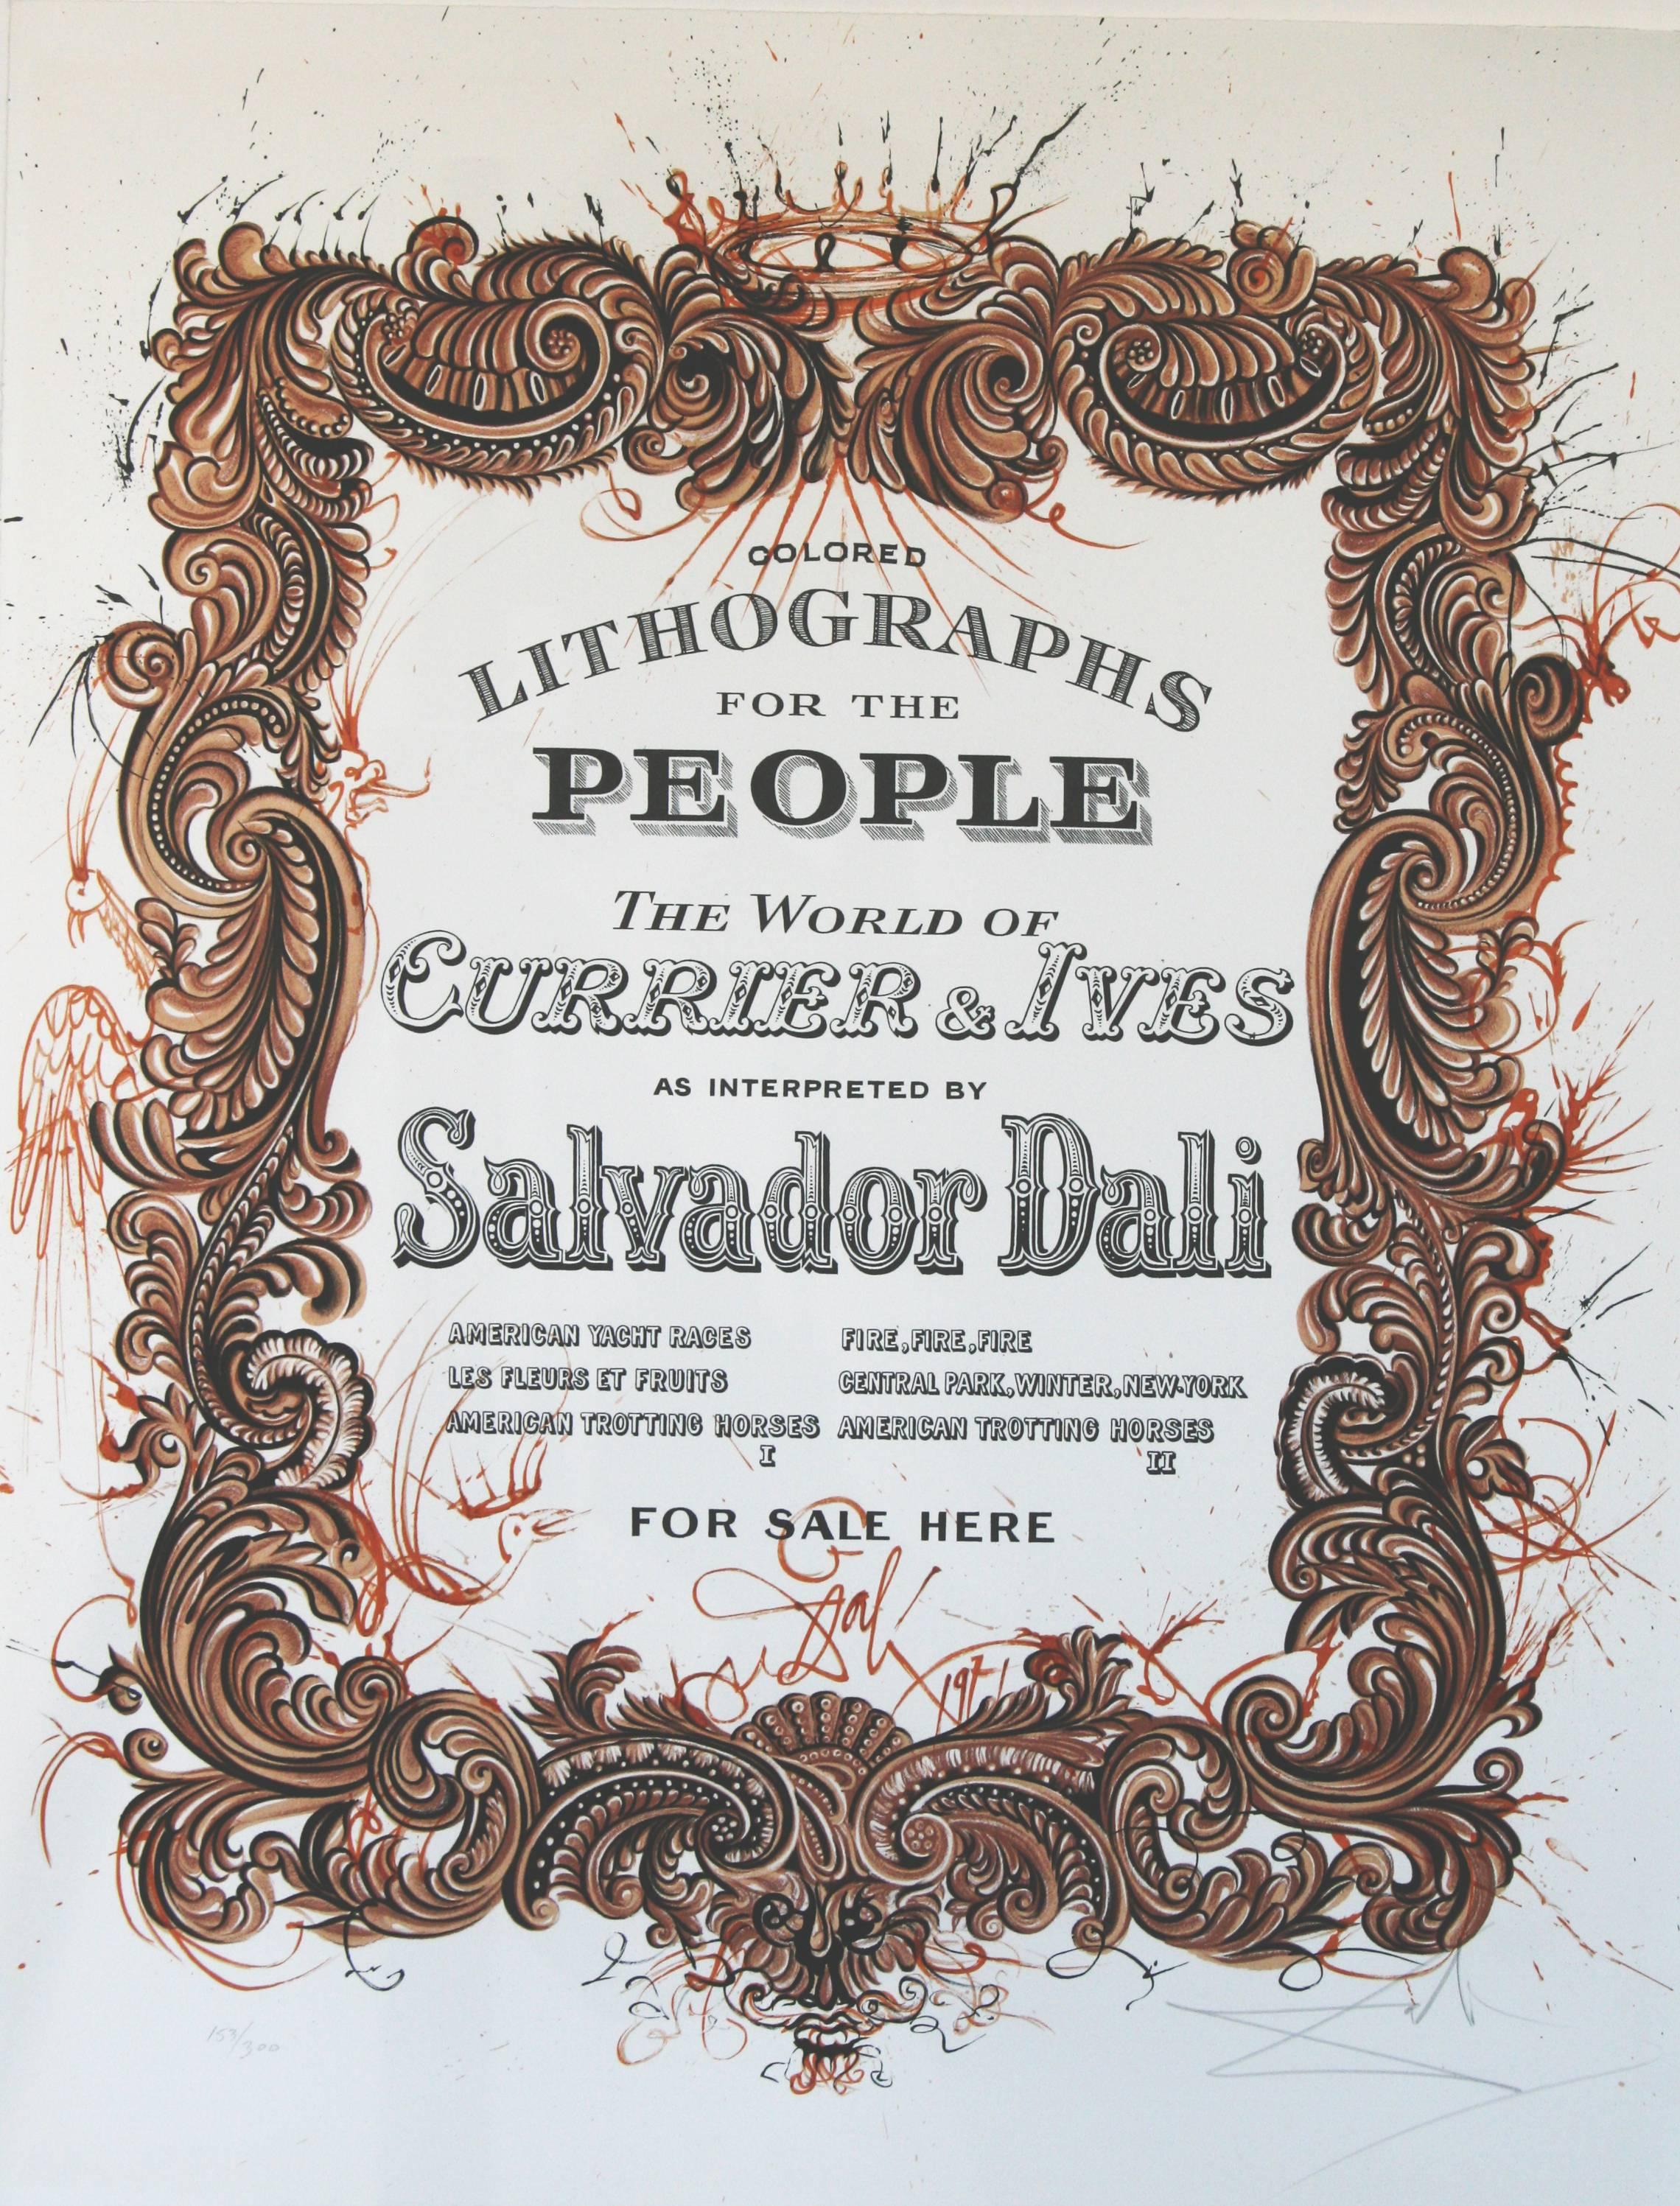 COLORED
LITHOGRAPHS
FOR THE
PEOPLE
THE WORLD OF
CURRIER & IVES
AS INTERPRETED BY
Salvador Dali
AMERICAN YACHT RACES FIRE,FIRE,FIRE
LES FLEURS ET FRUITS CENTRAL PARK,WINTER,NEW-YORK
AMERICAN TROTTING HORSES I AMERICAN TROTTING HORSES II
FOR SALE HERE
Dali
1971
153/300